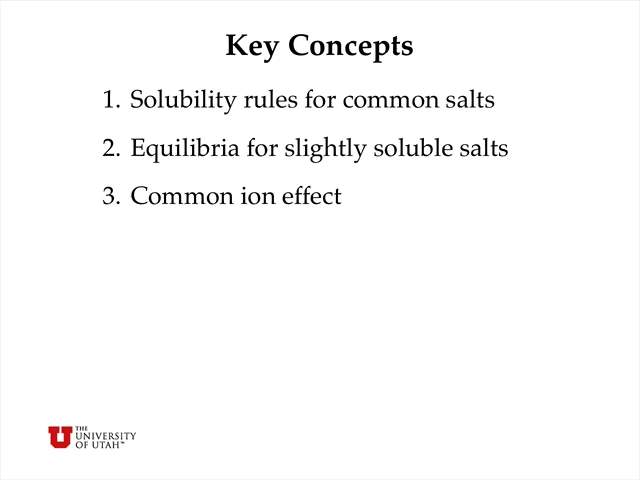 Key Concepts
1. Solubility rules for common salts
2. Equilibria for slightly soluble salts
3. Common ion effect
U THE
UNIVERSITY
OF UTAH™